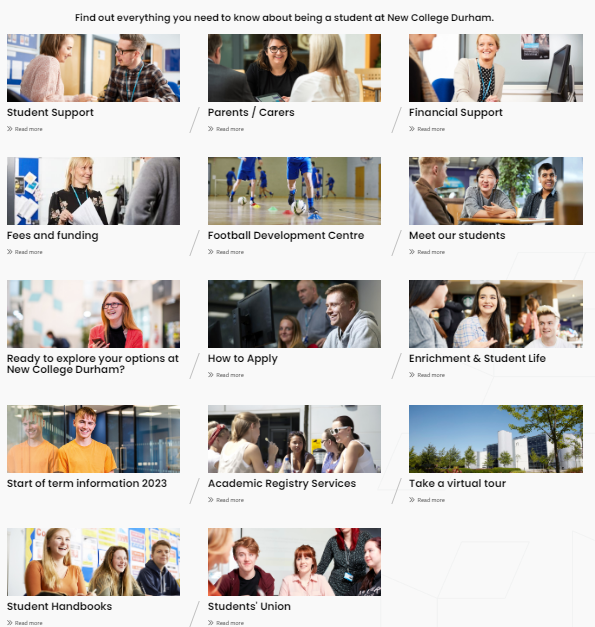 Find out everything you need to know about being a student at New College Durham.
Student Support
Read more
Parents / Carers
Read more
Financial Support
Read more
Fees and funding
Read more
Football Development Centre
Read more
Meet our students
Read more
Ready to explore your options at
New College Durham?
Read more
How to Apply
Read more
Enrichment & Student Life
Read more
Start of term information 2023
Read more
Academic Registry Services
Read more
Take a virtual tour
Read more
Student Handbooks
Read more
Students' Union
Read more